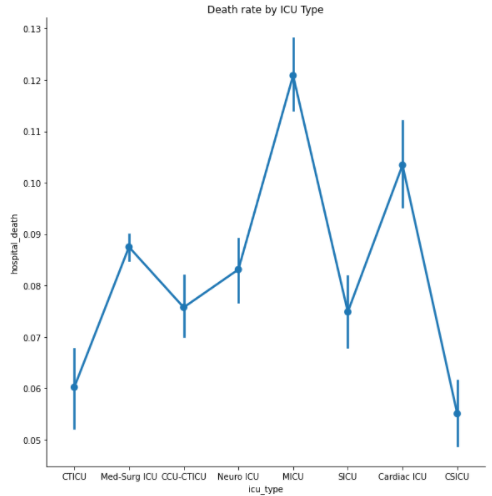 Death rate by ICU Type
0.13
0.12
0.11
0.10
0.09
0.08
0.07
0.06
0.05
hospital_death
CTICU Med-Surg ICU CCU-CTICU Neuro ICU MICU SICU Cardiac ICU CSICU
icu_type